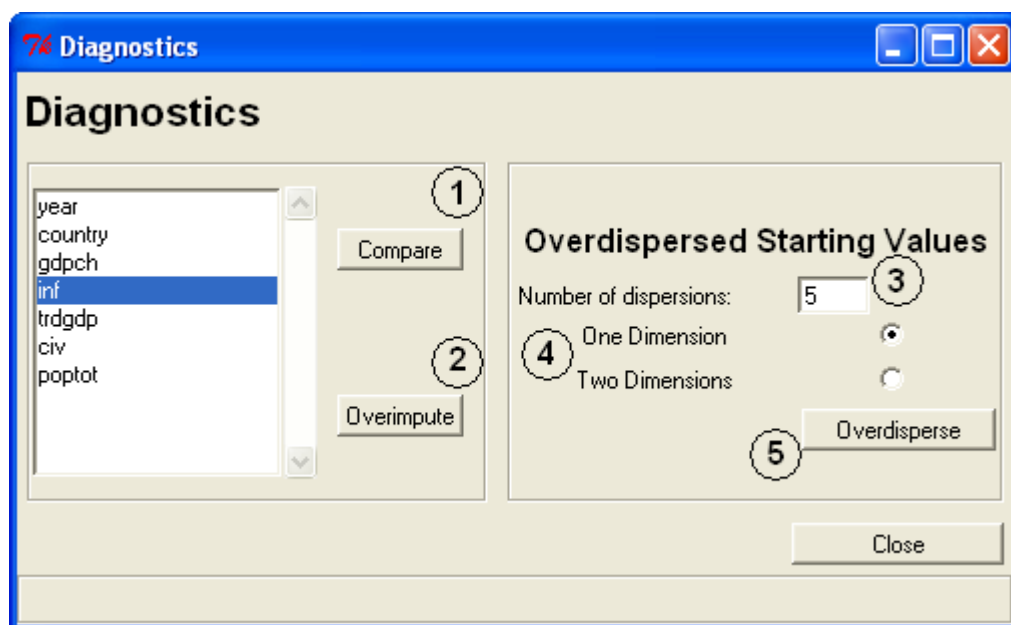 Diagnostics
Diagnostics
year
country
gdpch
inf
trdgdp
civ
poptot
1
Compare
2
Overimpute
Overdispersed Starting Values
Number of dispersions:
5
3
4
One Dimension
Two Dimensions
5
Overdisperse
Close